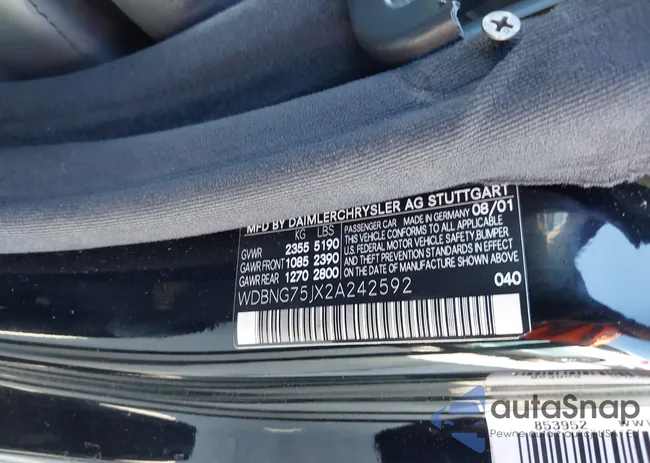 MFD BY DAIMLERCHRYSLER AG STUTTGART
KG LBS PASSENGER CAR MADE IN GERMANY 08/01
GVWR 2355 5190
GAWR FRONT 1085 2390
GAWR REAR 1270 2800
THIS VEHICLE CONFORMS TO ALL APPLICABLE
U.S. FEDERAL MOTOR VEHICLE SAFETY, BUMPER,
AND THEFT PREVENTION STANDARDS IN EFFECT
ON THE DATE OF MANUFACTURE SHOWN ABOVE.
WDBNG75JX2A242592 040
autoSnap
853952